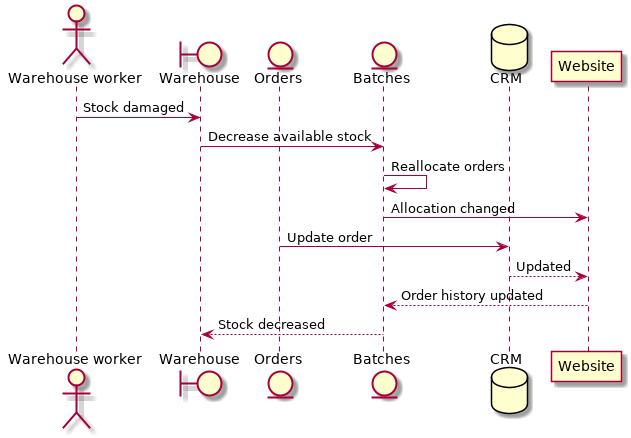 Warehouse worker
Warehouse
Orders
Batches
CRM
Website
Stock damaged
Decrease available stock
Reallocate orders
Allocation changed
Update order
Updated
Order history updated
Stock decreased
Warehouse worker
Warehouse
Orders
Batches
CRM
Website